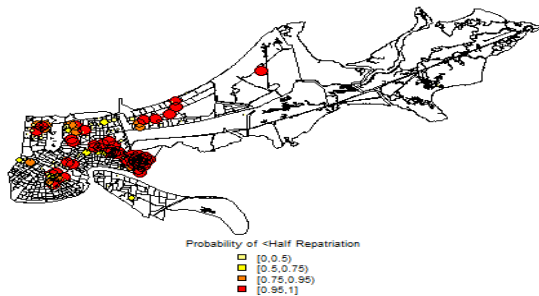 Probability of <Half Repatriation
[0,0.5)
[0.5,0.75)
[0.75,0.95)
[0.95,1]